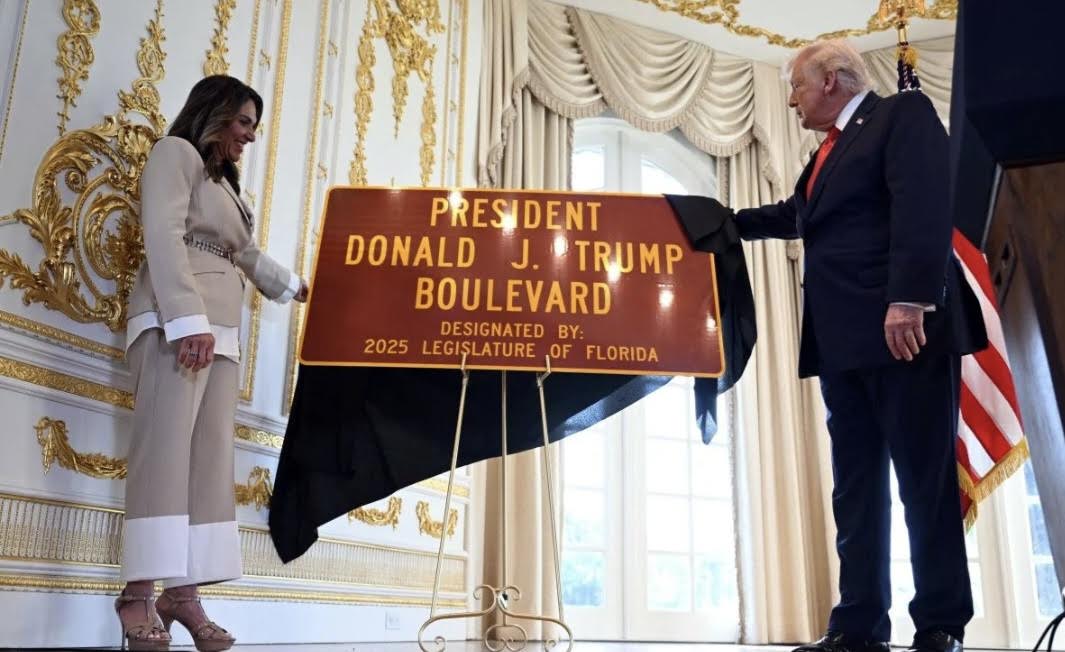 PRESIDENT
DONALD J. TRUMP
BOULEVARD
DESIGNATED BY:
2025 LEGISLATURE OF FLORIDA